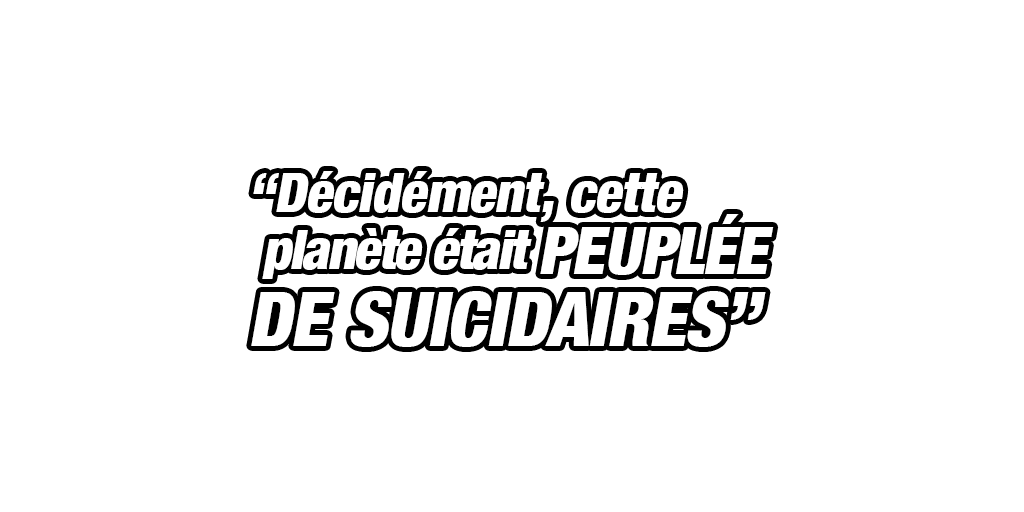 “Décidément, cette
planète était PEUPLÉE
DE SUICIDAIRES”